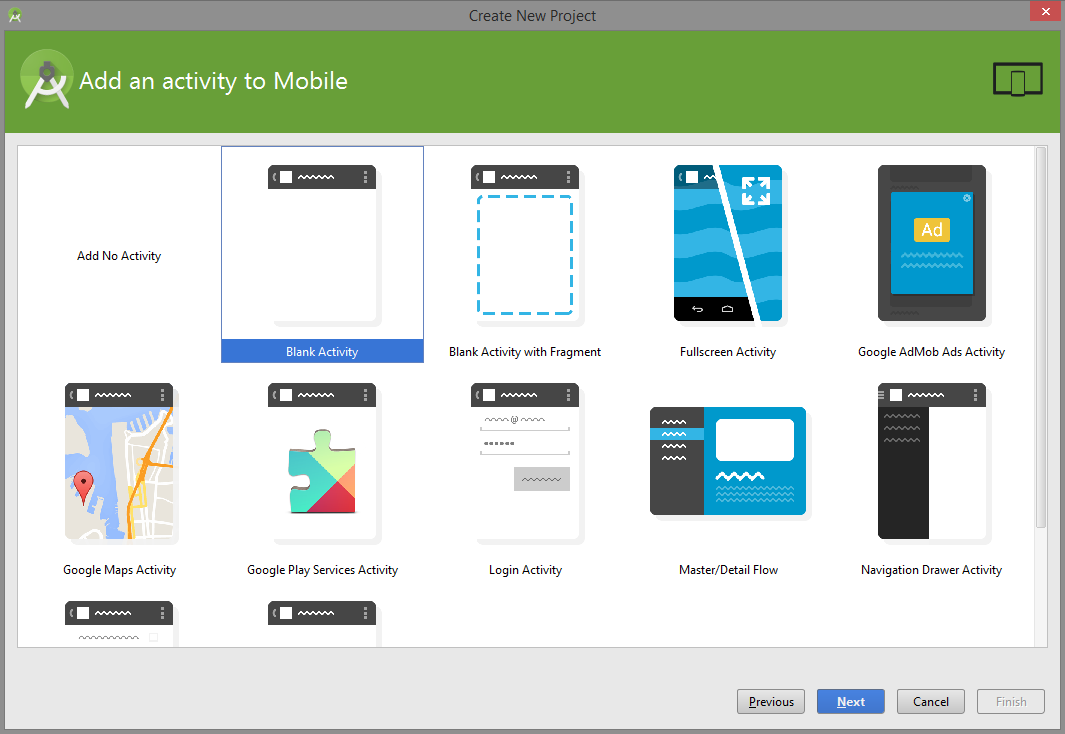 Create New Project
Add an activity to Mobile
Add No Activity
Blank Activity
Blank Activity with Fragment
Fullscreen Activity
Ad
Google AdMob Ads Activity
Google Maps Activity
@
Google Play Services Activity
Login Activity
Master/Detail Flow
Navigation Drawer Activity
Previous
Next
Cancel
Finish